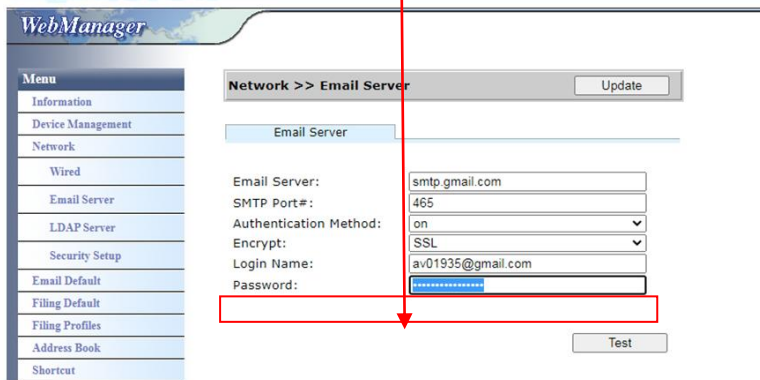 WebManager
Menu
Information
Device Management
Network
Wired
Email Server
LDAP Server
Security Setup
Email Default
Filing Default
Filing Profiles
Address Book
Shortcut
Network >> Email Server
Update
Email Server
Email Server: smtp.gmail.com
SMTP Port#: 465
Authentication Method: on
Encrypt: SSL
Login Name: av01935@gmail.com
Password: ••••••••••••••••
Test